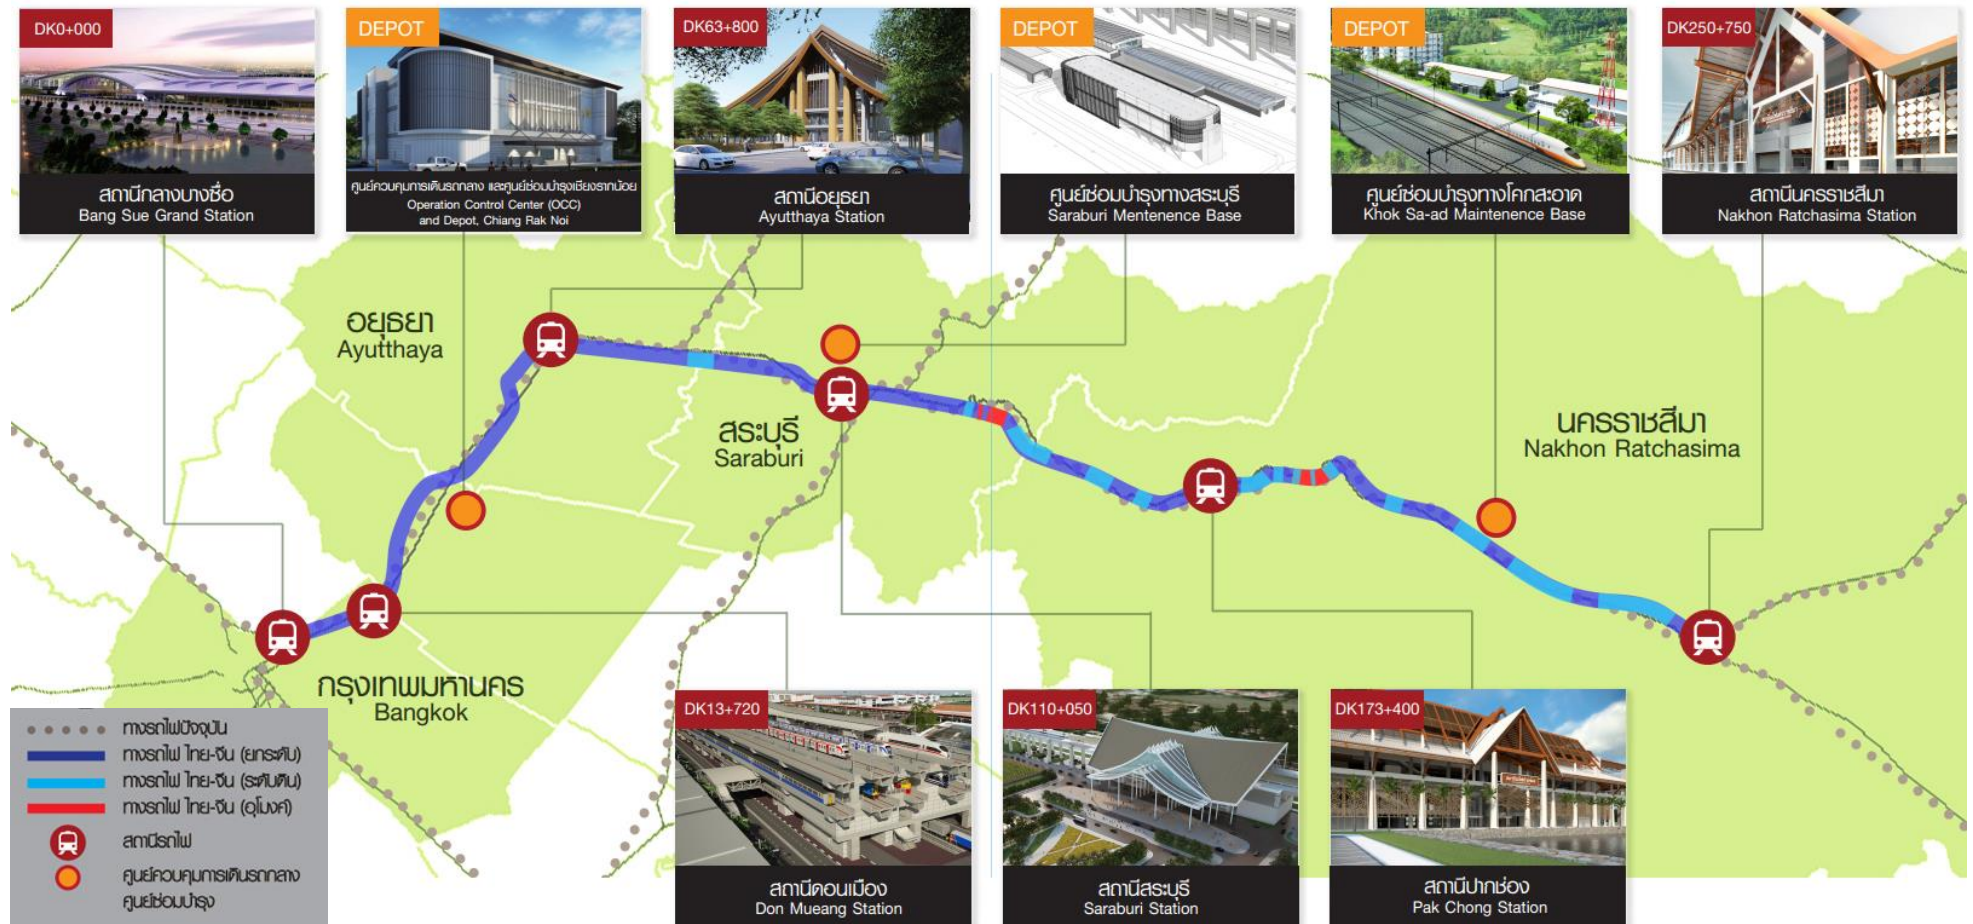 DK0+000
สถานีกลางบางซื่อ
Bang Sue Grand Station
DEPOT
ศูนย์ควบคุมการเดินรถกลาง และศูนย์ซ่อมบำรุงเชียงรากน้อย
Operation Control Center (OCC)
and Depot, Chiang Rak Noi
DK63+800
สถานีอยุธยา
Ayutthaya Station
DEPOT
ศูนย์ซ่อมบำรุงทางสระบุรี
Saraburi Mentenence Base
DEPOT
ศูนย์ซ่อมบำรุงทางโคกสะอาด
Khok Sa-ad Maintenence Base
DK250+750
สถานีนครราชสีมา
Nakhon Ratchasima Station
อยุธยา
Ayutthaya
สระบุรี
Saraburi
นครราชสีมา
Nakhon Ratchasima
กรุงเทพมหานคร
Bangkok
ทางรถไฟปัจจุบัน
ทางรถไฟ ไทย-จีน (ยกระดับ)
ทางรถไฟ ไทย-จีน (ระดับดิน)
ทางรถไฟ ไทย-จีน (อุโมงค์)
สถานีรถไฟ
ศูนย์ควบคุมการเดินรถกลาง
ศูนย์ซ่อมบำรุง
DK13+720
สถานีดอนเมือง
Don Mueang Station
DK110+050
สถานีสระบุรี
Saraburi Station
DK173+400
สถานีปากช่อง
Pak Chong Station